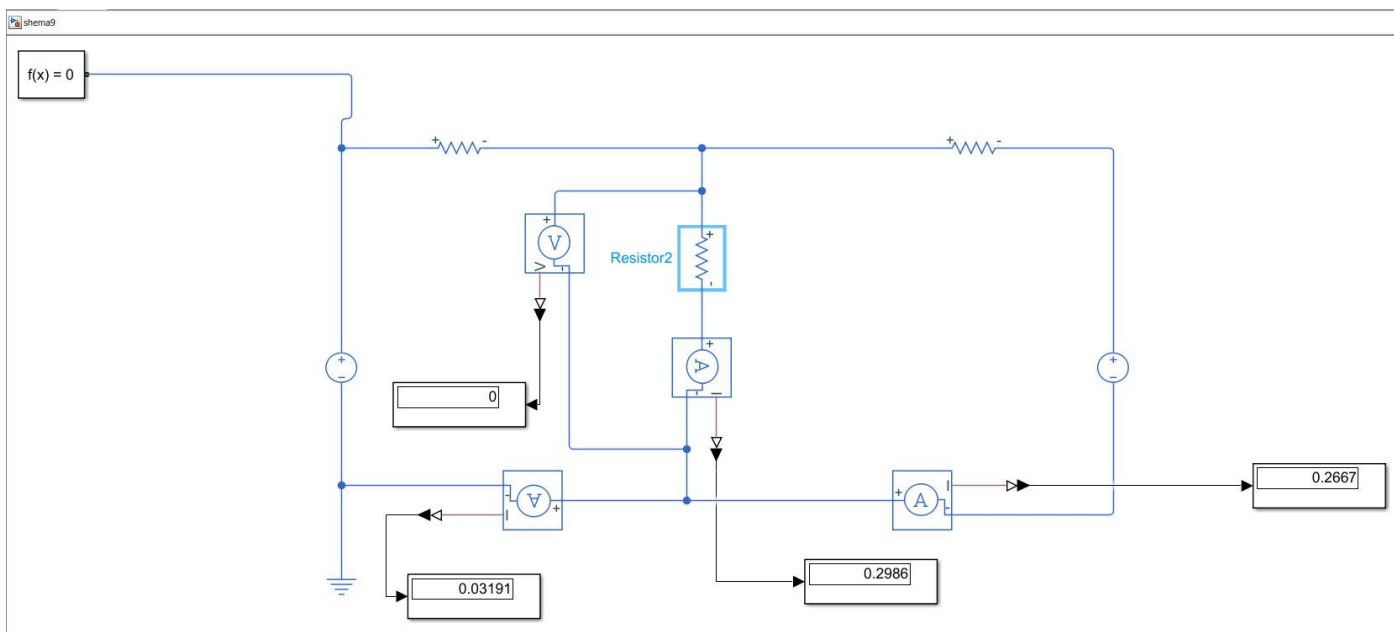 shema9
f(x) = 0
+ -
+ -
+
V
V
-
Resistor2
+
-
+
A
-
I
+
-
+
-
0
A
-
+
I
+
A
I
-
0.2667
0.2986
0.03191